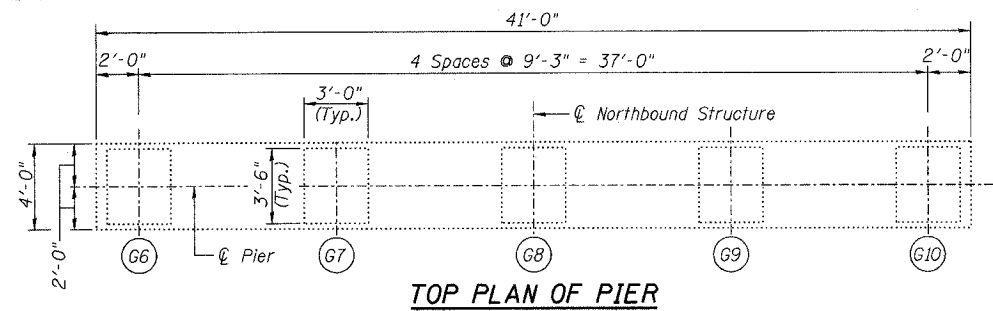 41'-0"
2'-0"
4 Spaces @ 9'-3" = 37'-0"
2'-0"
3'-0"
(Typ.)
℄ Northbound Structure
4'-0"
2'-0"
3'-6"
(Typ.)
℄ Pier
G6
G7
G8
G9
G10
TOP PLAN OF PIER